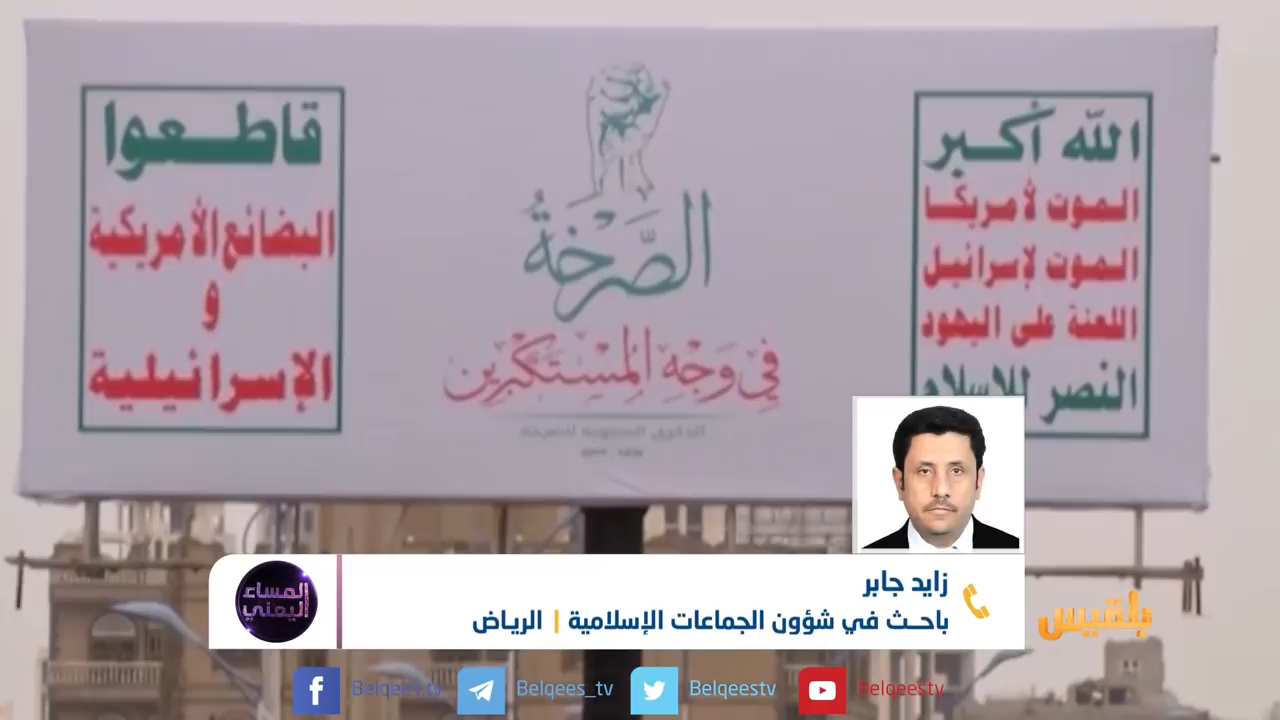 الله أكبر
الموت لأمريكا
الموت لإسرائيل
اللعنة على اليهود
النصر للإسلام
الصرخة
في وجه المستكبرين
قاطعوا
البضائع الأمريكية
و
الإسرائيلية
زايد جابر
باحث في شؤون الجماعات الإسلامية | الرياض
المساء
اليمني
بلقيس
Belqees.tv
Belqees_tv
Belqeestv
Belqeestv